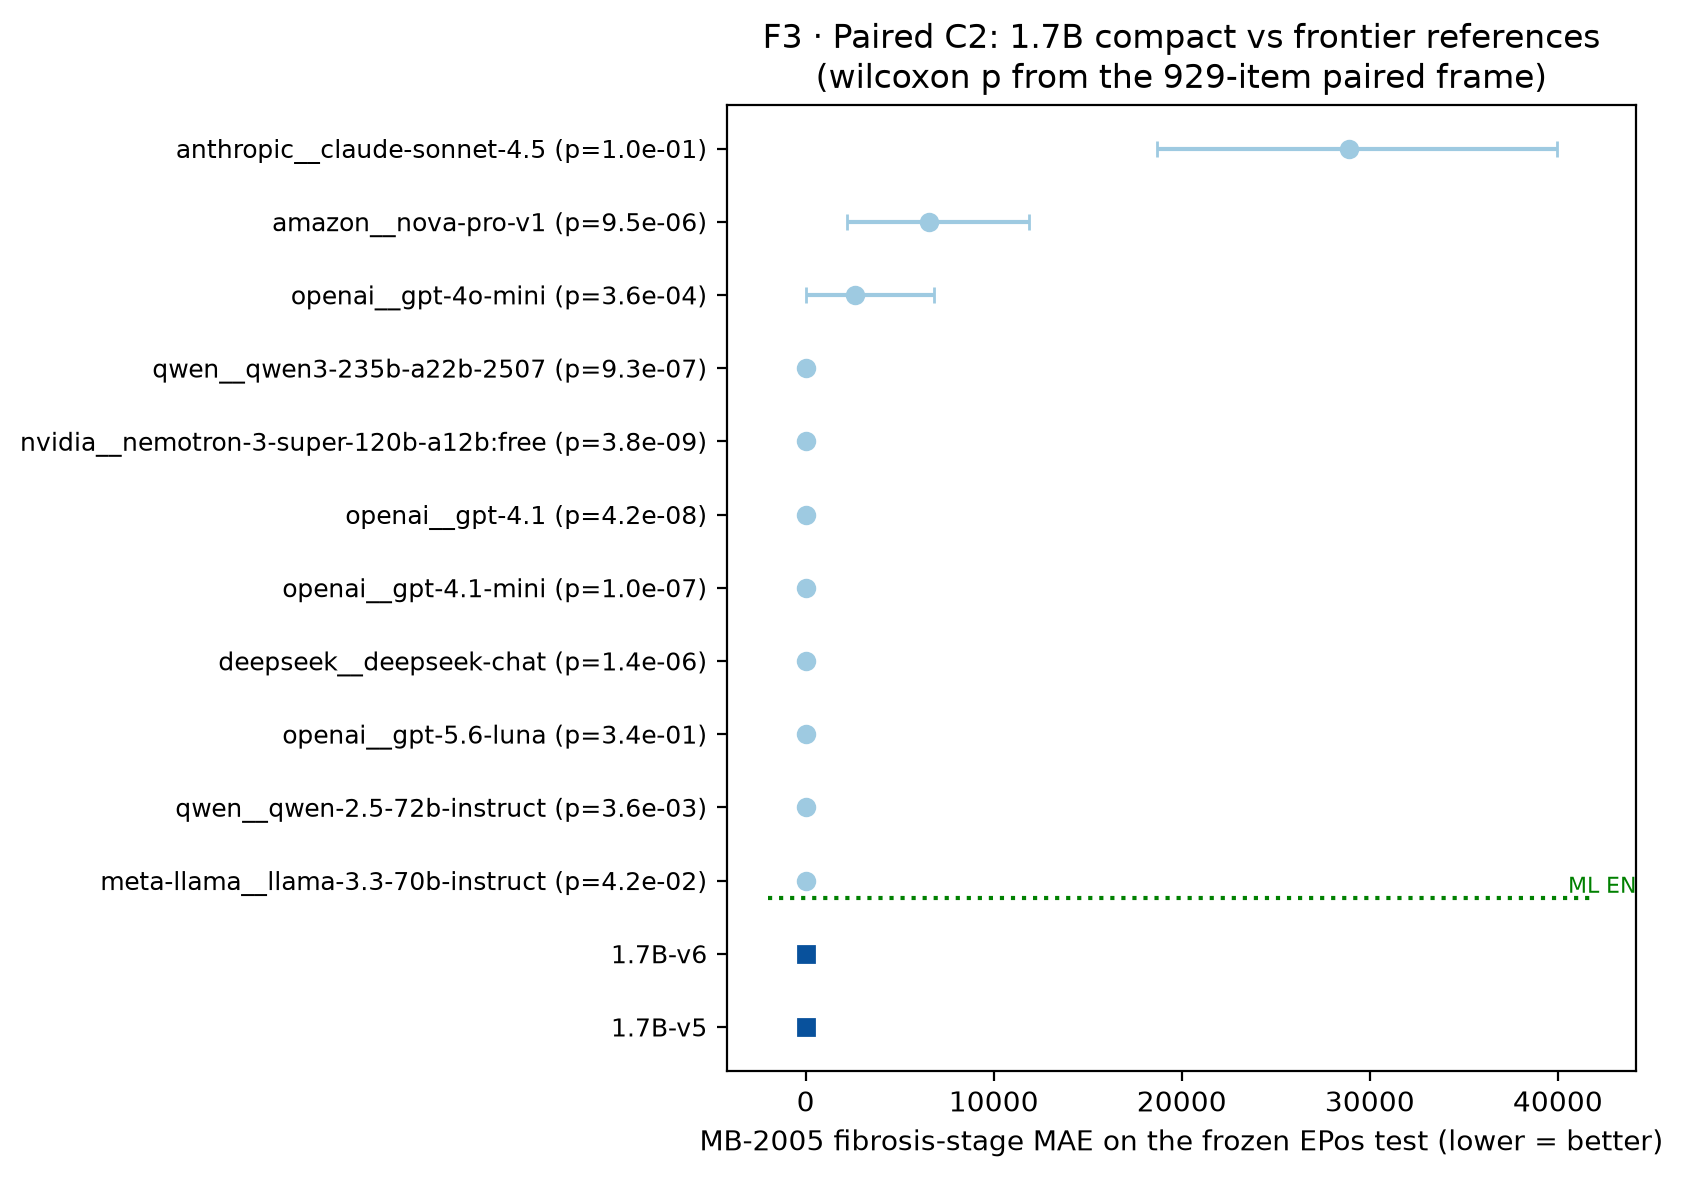 F3 · Paired C2: 1.7B compact vs frontier references
(wilcoxon p from the 929-item paired frame)
anthropic__claude-sonnet-4.5 (p=1.0e-01)
amazon__nova-pro-v1 (p=9.5e-06)
openai__gpt-4o-mini (p=3.6e-04)
qwen__qwen3-235b-a22b-2507 (p=9.3e-07)
nvidia__nemotron-3-super-120b-a12b:free (p=3.8e-09)
openai__gpt-4.1 (p=4.2e-08)
openai__gpt-4.1-mini (p=1.0e-07)
deepseek__deepseek-chat (p=1.4e-06)
openai__gpt-5.6-luna (p=3.4e-01)
qwen__qwen-2.5-72b-instruct (p=3.6e-03)
meta-llama__llama-3.3-70b-instruct (p=4.2e-02)
ML EN
1.7B-v6
1.7B-v5
0 10000 20000 30000 40000
MB-2005 fibrosis-stage MAE on the frozen EPos test (lower = better)